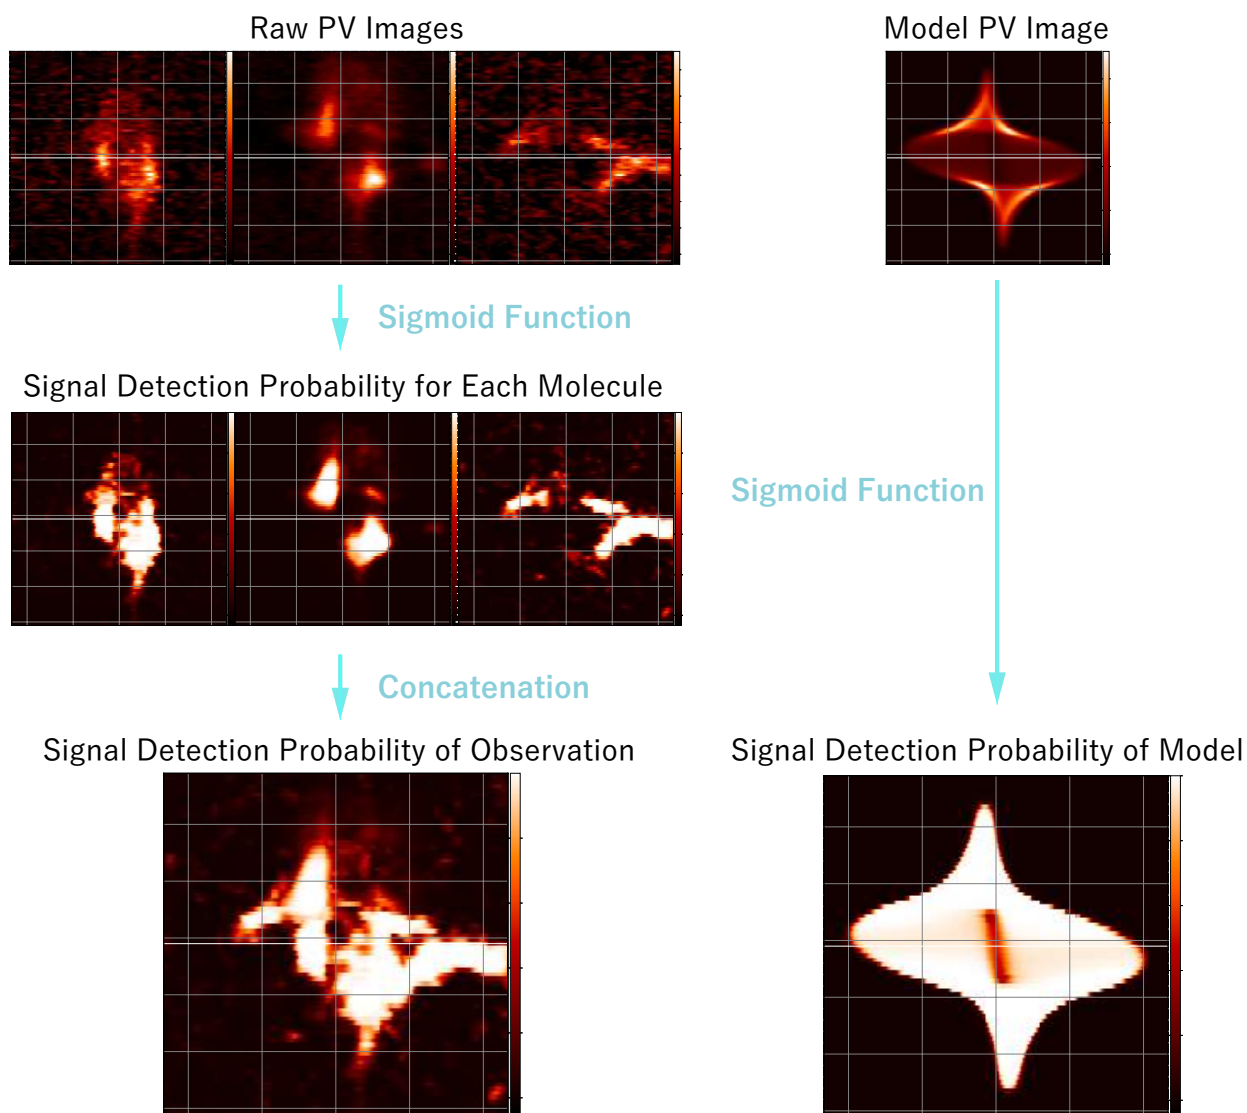 Raw PV Images
Model PV Image
Sigmoid Function
Signal Detection Probability for Each Molecule
Sigmoid Function
Concatenation
Signal Detection Probability of Observation
Signal Detection Probability of Model